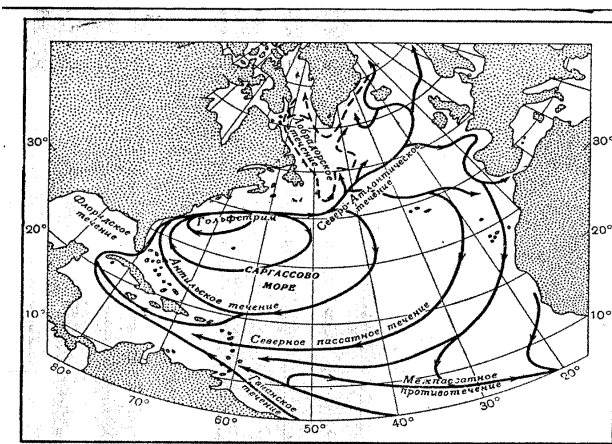 30°
20°
10°
Лабрадорское
течение
Северо-Атлантическое
течение
30°
20°
10°
Флоридское
течение
Гольфстрим
Антильское течение
САРГАССОВО
МОРЕ
Северное пассатное течение
Межпассатное
противотечение
Гвианское
течение
80°
70°
60°
50°
40°
30°
20°